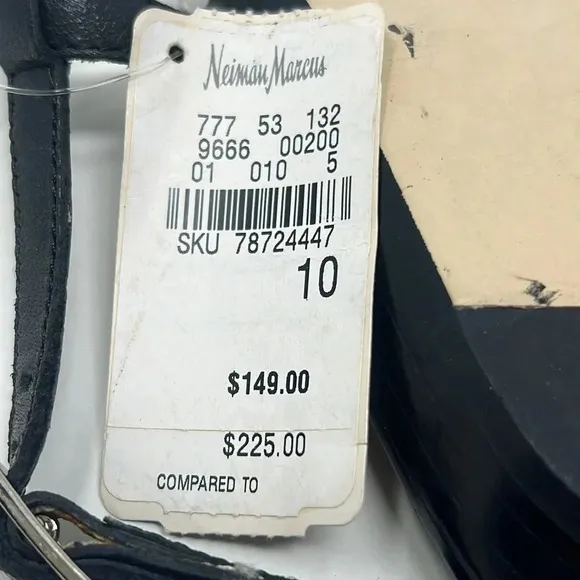 Neiman Marcus
777 53 132
9666 00200
01 010 5
SKU 78724447
10
$149.00
$225.00
COMPARED TO